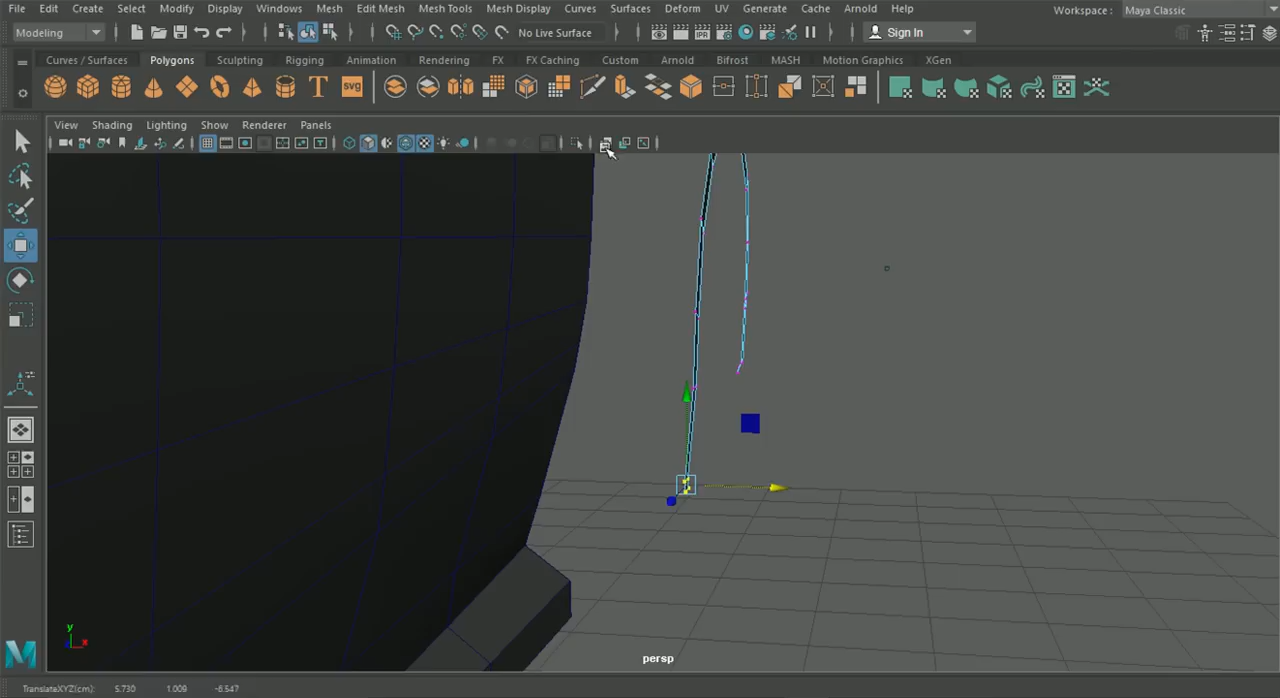 File Edit Create Select Modify Display Windows Mesh Edit Mesh Mesh Tools Mesh Display Curves Surfaces Deform UV Generate Cache Arnold Help Workspace : Maya Classic
Modeling No Live Surface Sign In
Curves / Surfaces Polygons Sculpting Rigging Animation Rendering FX FX Caching Custom Arnold Bifrost MASH Motion Graphics XGen
T SVG IPR
View Shading Lighting Show Renderer Panels
y
x
persp
TranslateXYZ(cm): 5.730 1.009 -6.547